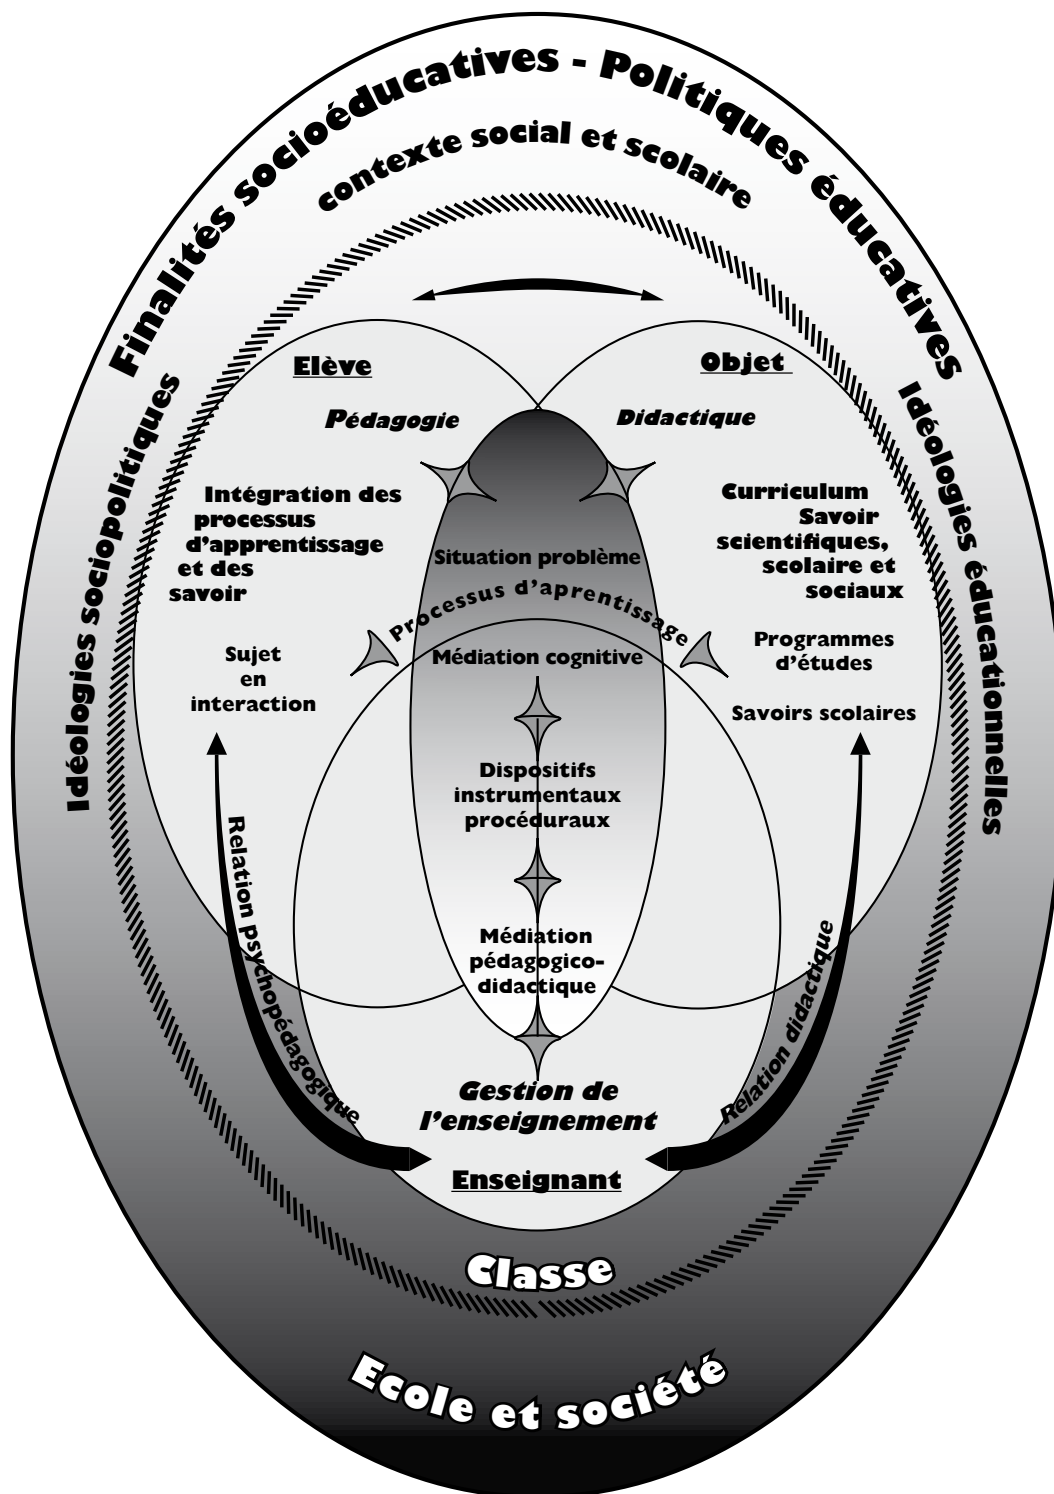 Finalités socioéducatives - Politiques éducatives
contexte social et scolaire
Idéologies sociopolitiques
Idéologies éducationnelles
Elève
Objet
Pédagogie
Didactique
Intégration des
processus
d'apprentissage
et des
savoir
Curriculum
Savoir
scientifiques,
scolaire et
sociaux
Situation problème
Processus d'aprentissage
Médiation cognitive
Sujet
en
interaction
Programmes
d'études
Savoirs scolaires
Dispositifs
instrumentaux
procéduraux
Médiation
pédagogico-
didactique
Relation psychopédagogique
Relation didactique
Gestion de
l'enseignement
Enseignant
Classe
Ecole et société